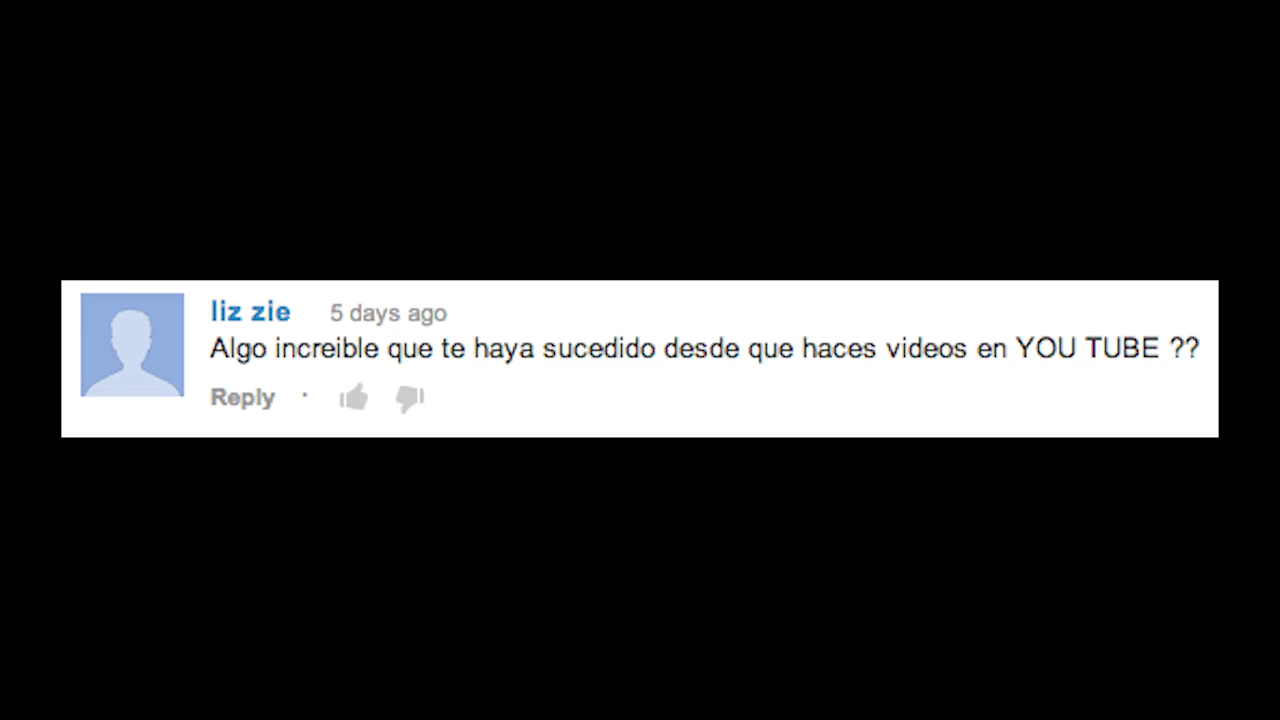 liz zie 5 days ago
Algo increible que te haya sucedido desde que haces videos en YOU TUBE ??
Reply ·